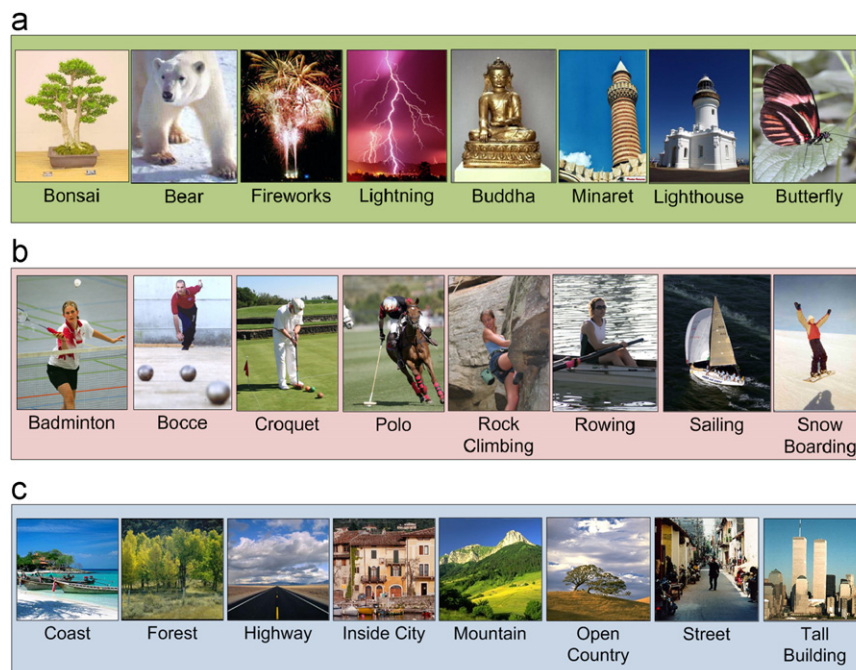 a
Bonsai
Bear
Fireworks
Lightning
Buddha
Minaret
Lighthouse
Butterfly
b
Badminton
Bocce
Croquet
Polo
Rock
Climbing
Rowing
Sailing
Snow
Boarding
c
Coast
Forest
Highway
Inside City
Mountain
Open
Country
Street
Tall
Building